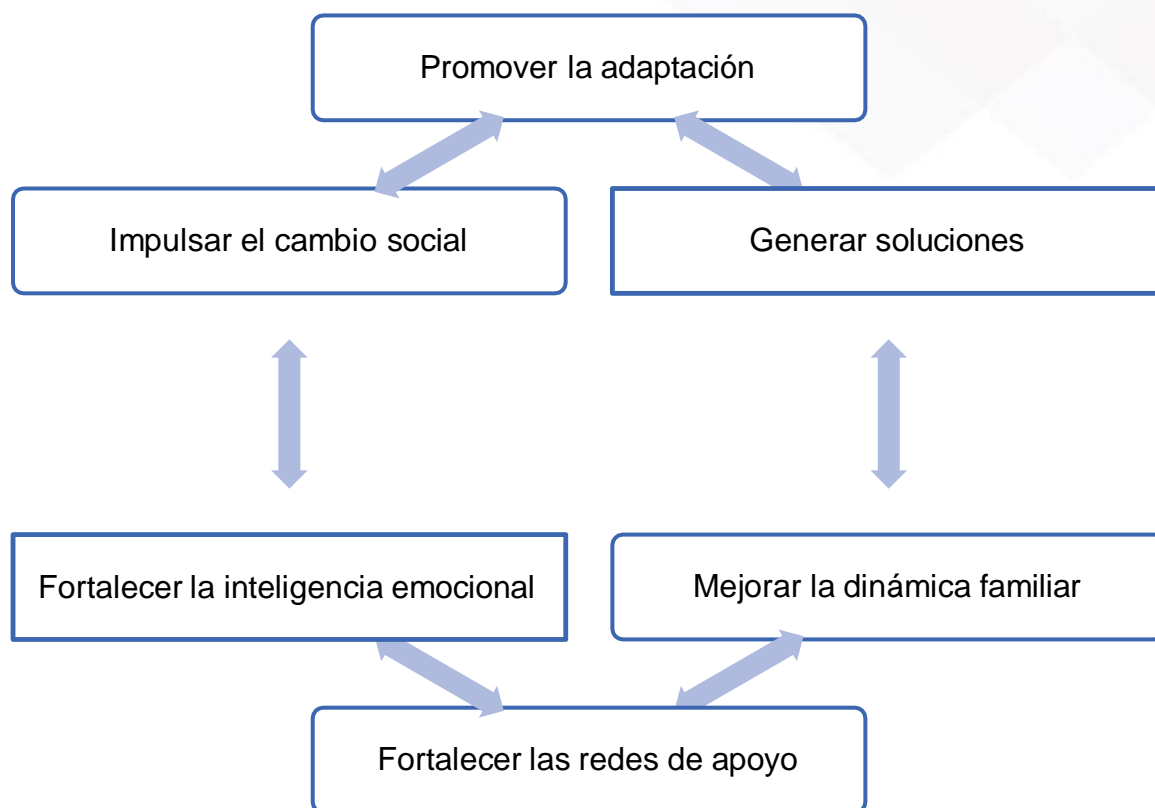 Promover la adaptación
Impulsar el cambio social
Generar soluciones
Fortalecer la inteligencia emocional
Mejorar la dinámica familiar
Fortalecer las redes de apoyo